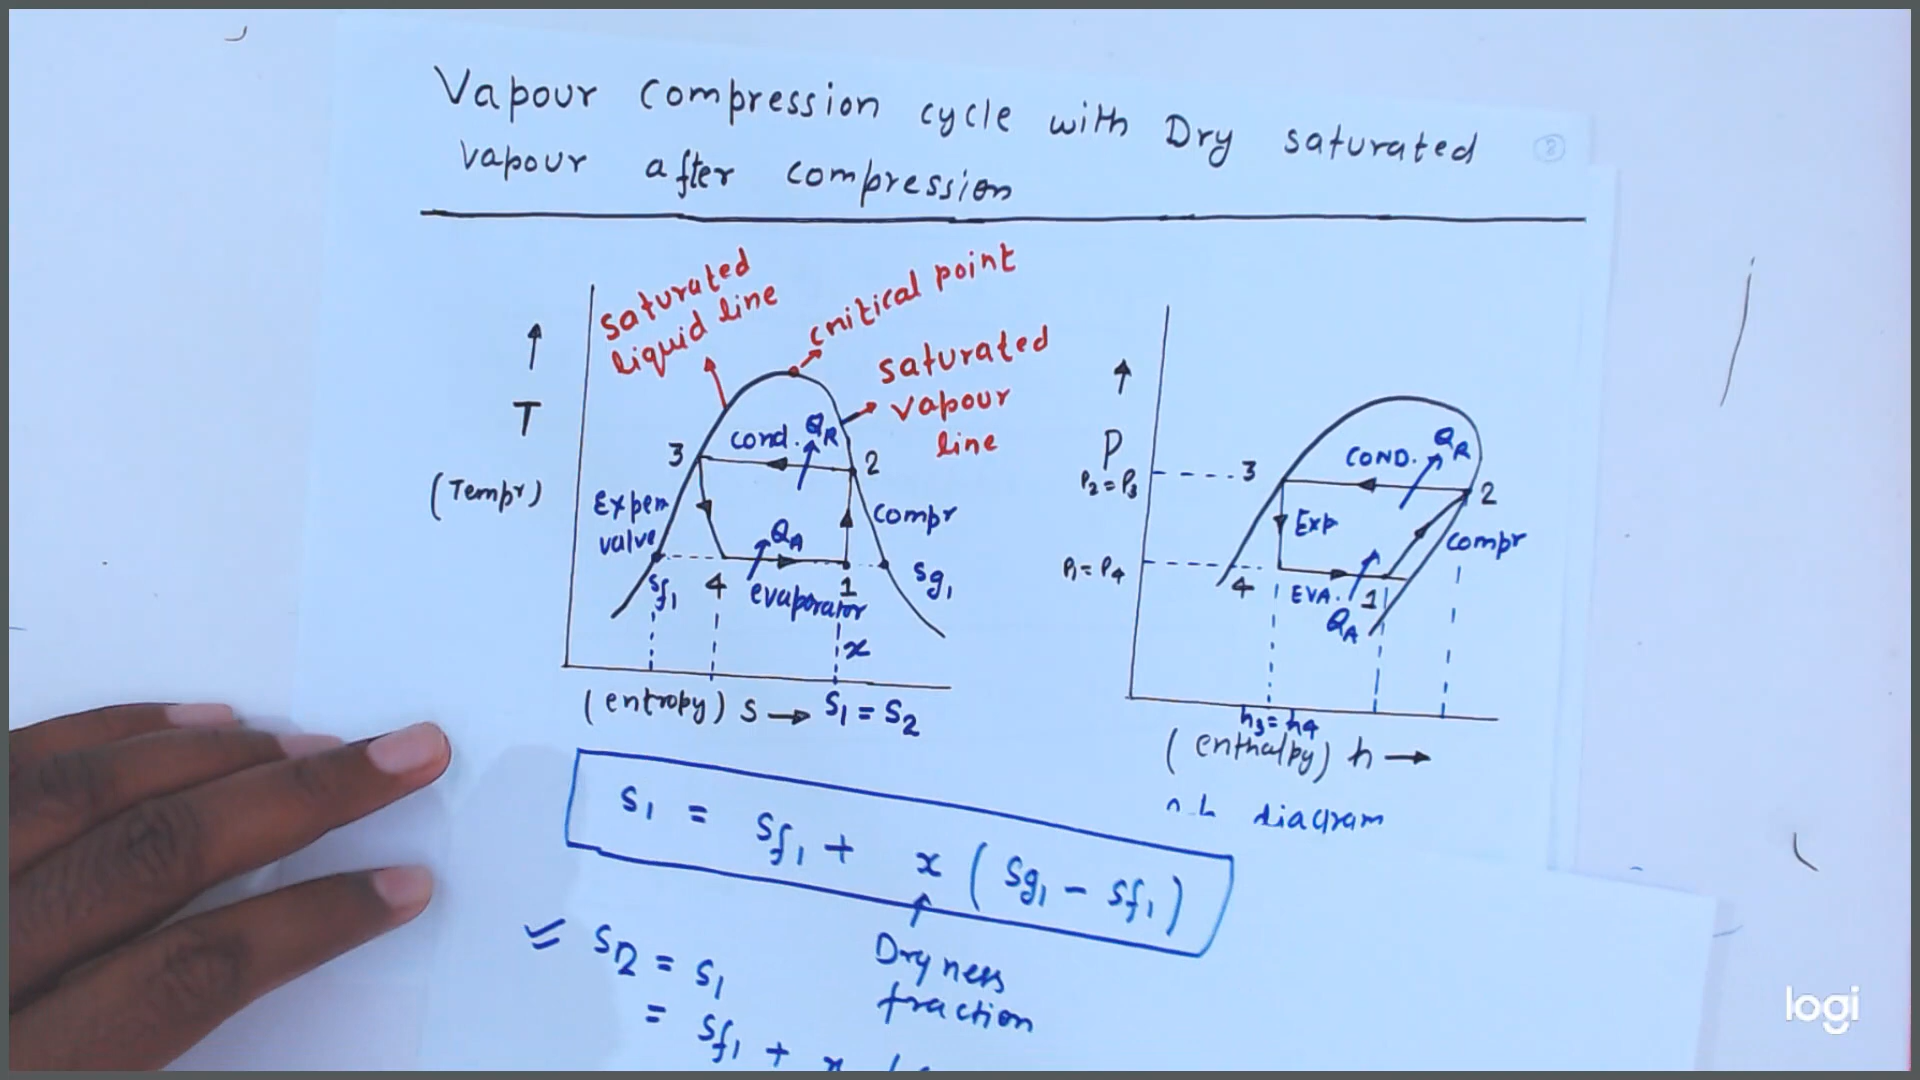 Vapour compression cycle with Dry saturated
vapour after compression
8
saturated
liquid line
critical point
saturated
vapour
line
↑
T
(Tempr)
3
cond.
QR
2
Expen
valve
compr
QA
sf1
4
evaporator
1
sg1
x
(entropy) s → s1 = s2
↑
P
P2 = P3
3
COND.
QR
2
Exp
compr
P1 = P4
4
EVA.
1
QA
h3 = h4
(enthalpy) h →
diagram
s1 = sf1 + x (sg1 - sf1)
Dryness
fraction
s2 = s1
= sf1 + x (
logi